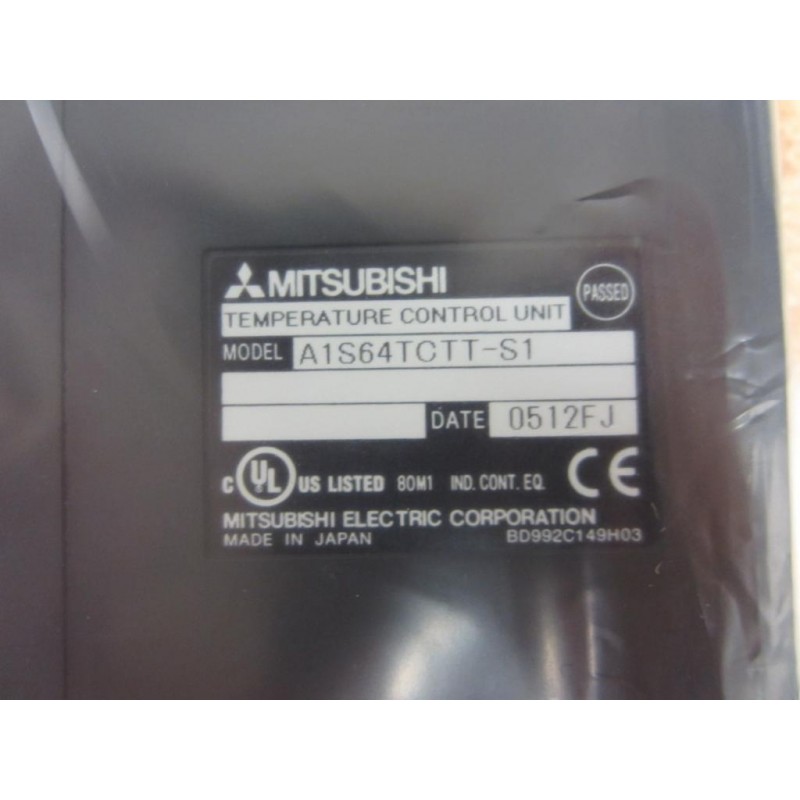 MITSUBISHI
PASSED
TEMPERATURE CONTROL UNIT
MODEL A1S64TCTT-S1
DATE 0512FJ
C UL US LISTED 80M1 IND. CONT. EQ. CE
MITSUBISHI ELECTRIC CORPORATION
MADE IN JAPAN BD992C149H03